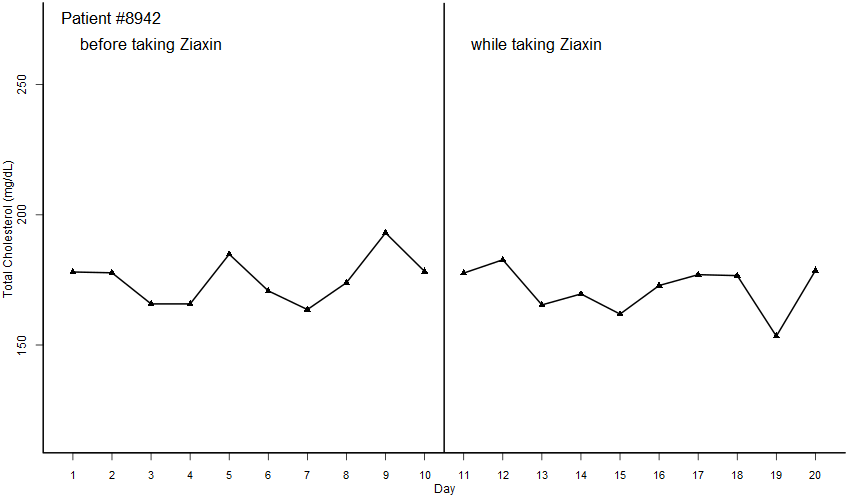 Patient #8942
before taking Ziaxin
while taking Ziaxin
250
200
150
Total Cholesterol (mg/dL)
1 2 3 4 5 6 7 8 9 10 11 12 13 14 15 16 17 18 19 20
Day